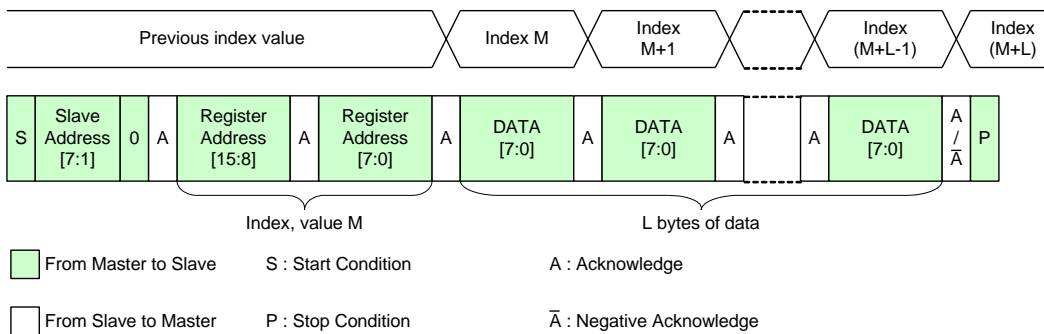 Previous index value
Index M
Index
M+1
Index
(M+L-1)
Index
(M+L)
S
Slave
Address
[7:1]
0
A
Register
Address
[15:8]
A
Register
Address
[7:0]
A
DATA
[7:0]
A
DATA
[7:0]
A
A
DATA
[7:0]
A
/
A̅
P
Index, value M
L bytes of data
From Master to Slave
S : Start Condition
A : Acknowledge
From Slave to Master
P : Stop Condition
A̅ : Negative Acknowledge